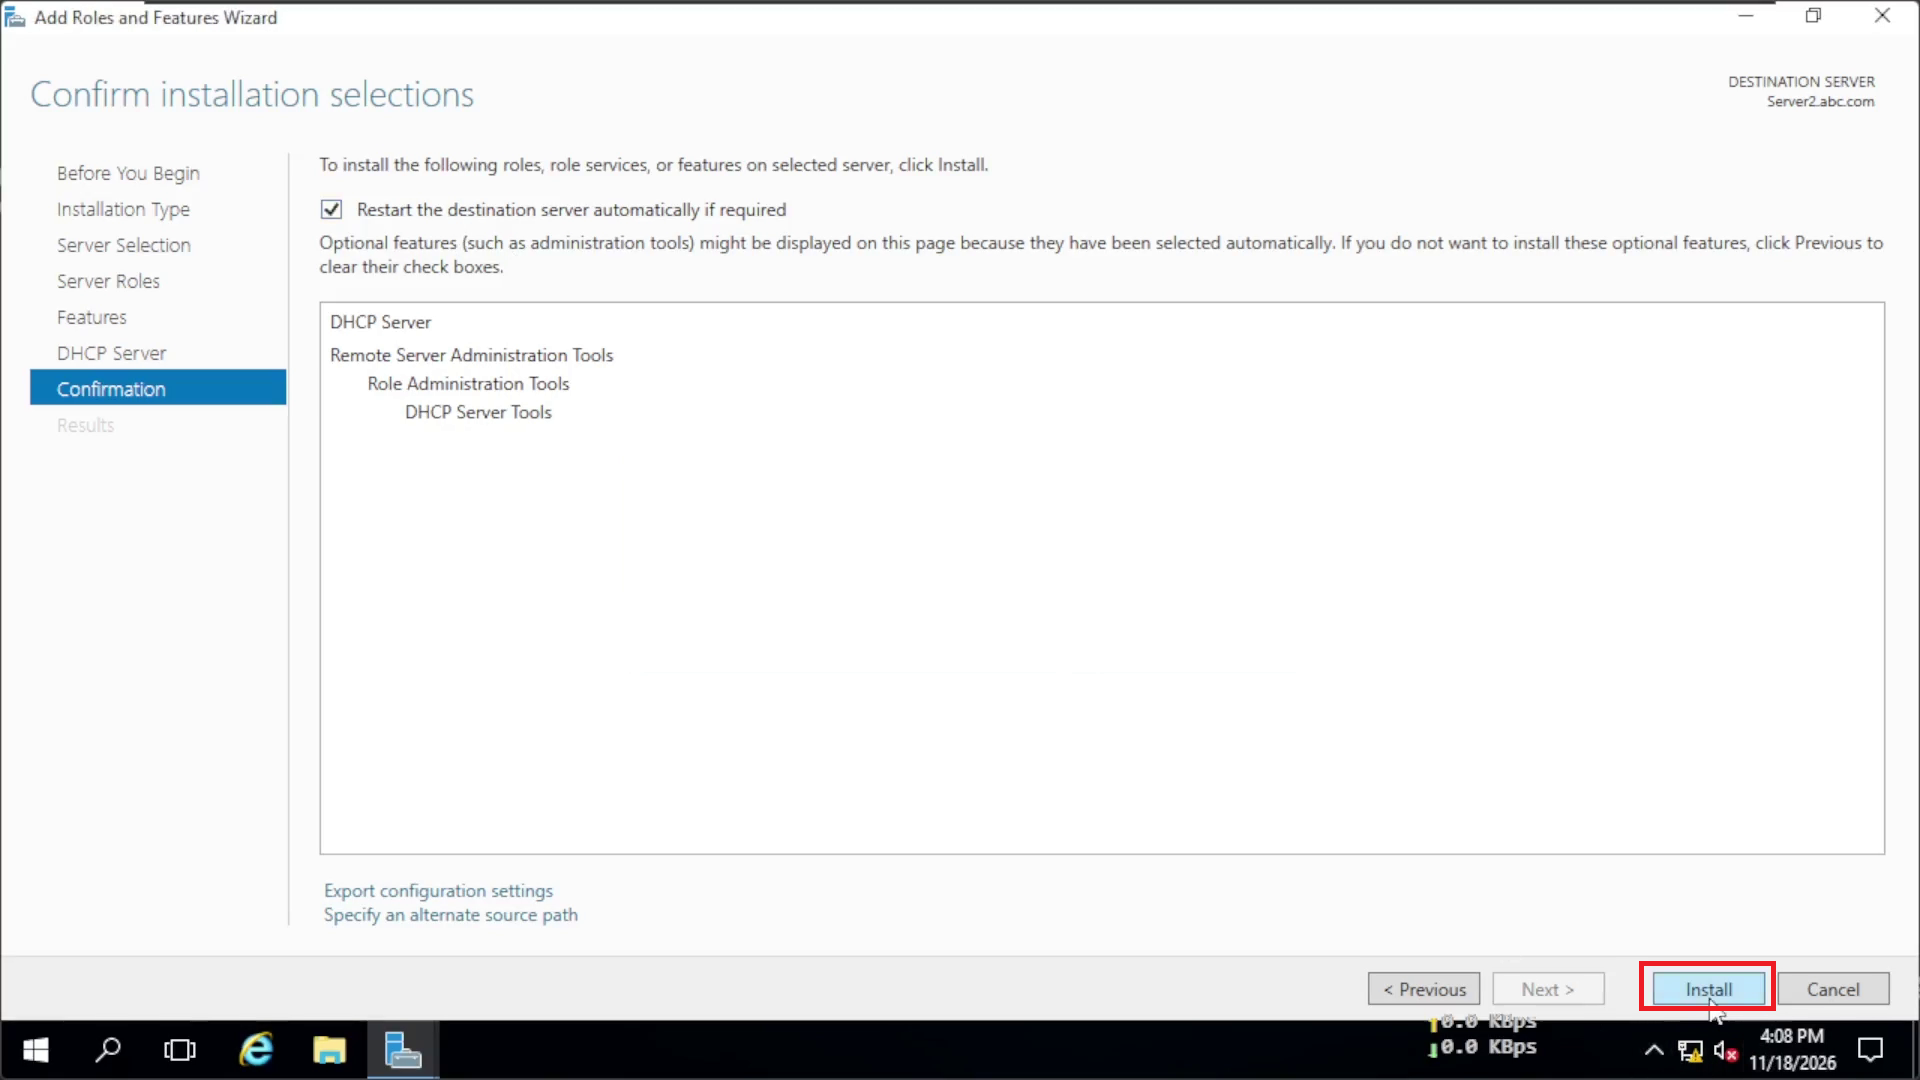 Add Roles and Features Wizard
Confirm installation selections
DESTINATION SERVER
Server2.abc.com
Before You Begin
Installation Type
Server Selection
Server Roles
Features
DHCP Server
Confirmation
Results
To install the following roles, role services, or features on selected server, click Install.
Restart the destination server automatically if required
Optional features (such as administration tools) might be displayed on this page because they have been selected automatically. If you do not want to install these optional features, click Previous to
clear their check boxes.
DHCP Server
Remote Server Administration Tools
Role Administration Tools
DHCP Server Tools
Export configuration settings
Specify an alternate source path
< Previous
Next >
Install
Cancel
0.0 KBps
0.0 KBps
4:08 PM
11/18/2026